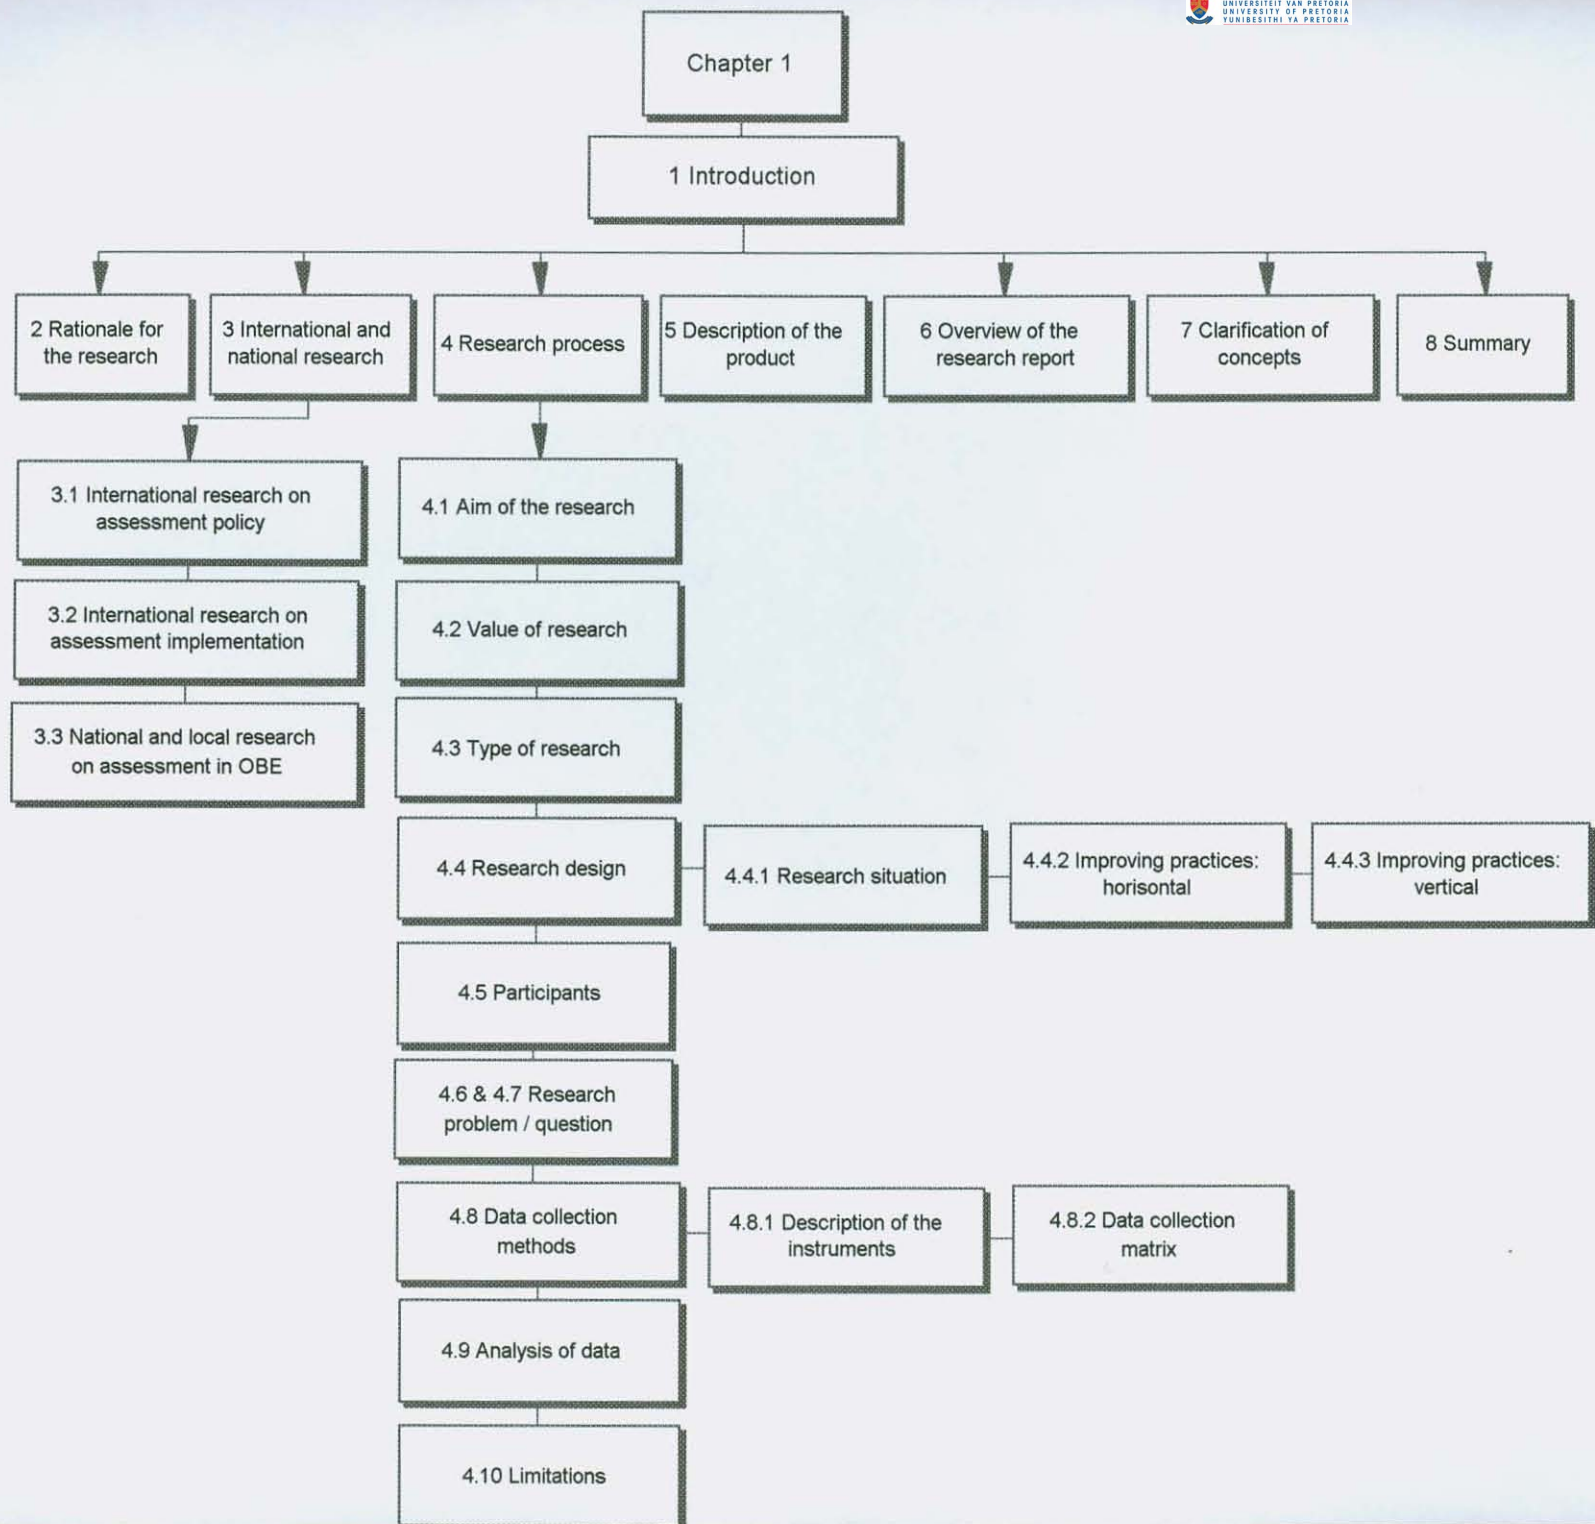 UNIVERSITEIT VAN PRETORIA
UNIVERSITY OF PRETORIA
YUNIBESITHI YA PRETORIA
Chapter 1
1 Introduction
2 Rationale for
the research
3 International and
national research
4 Research process
5 Description of the
product
6 Overview of the
research report
7 Clarification of
concepts
8 Summary
3.1 International research on
assessment policy
3.2 International research on
assessment implementation
3.3 National and local research
on assessment in OBE
4.1 Aim of the research
4.2 Value of research
4.3 Type of research
4.4 Research design
4.4.1 Research situation
4.4.2 Improving practices:
horisontal
4.4.3 Improving practices:
vertical
4.5 Participants
4.6 & 4.7 Research
problem / question
4.8 Data collection
methods
4.8.1 Description of the
instruments
4.8.2 Data collection
matrix
4.9 Analysis of data
4.10 Limitations